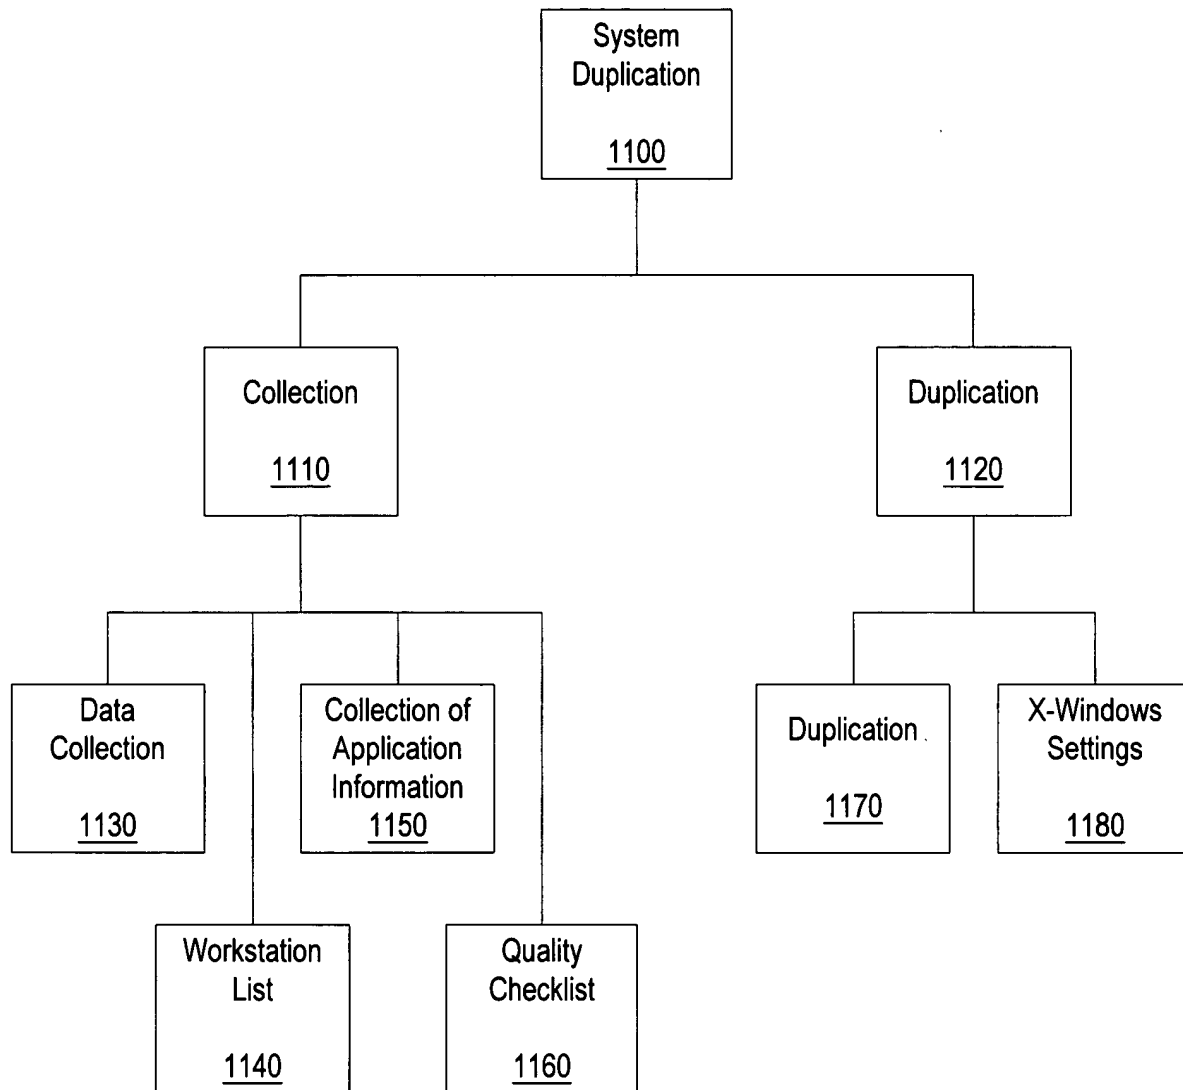 System
Duplication
1100
Collection
1110
Duplication
1120
Data
Collection
1130
Collection of
Application
Information
1150
Duplication
1170
X-Windows
Settings
1180
Workstation
List
1140
Quality
Checklist
1160